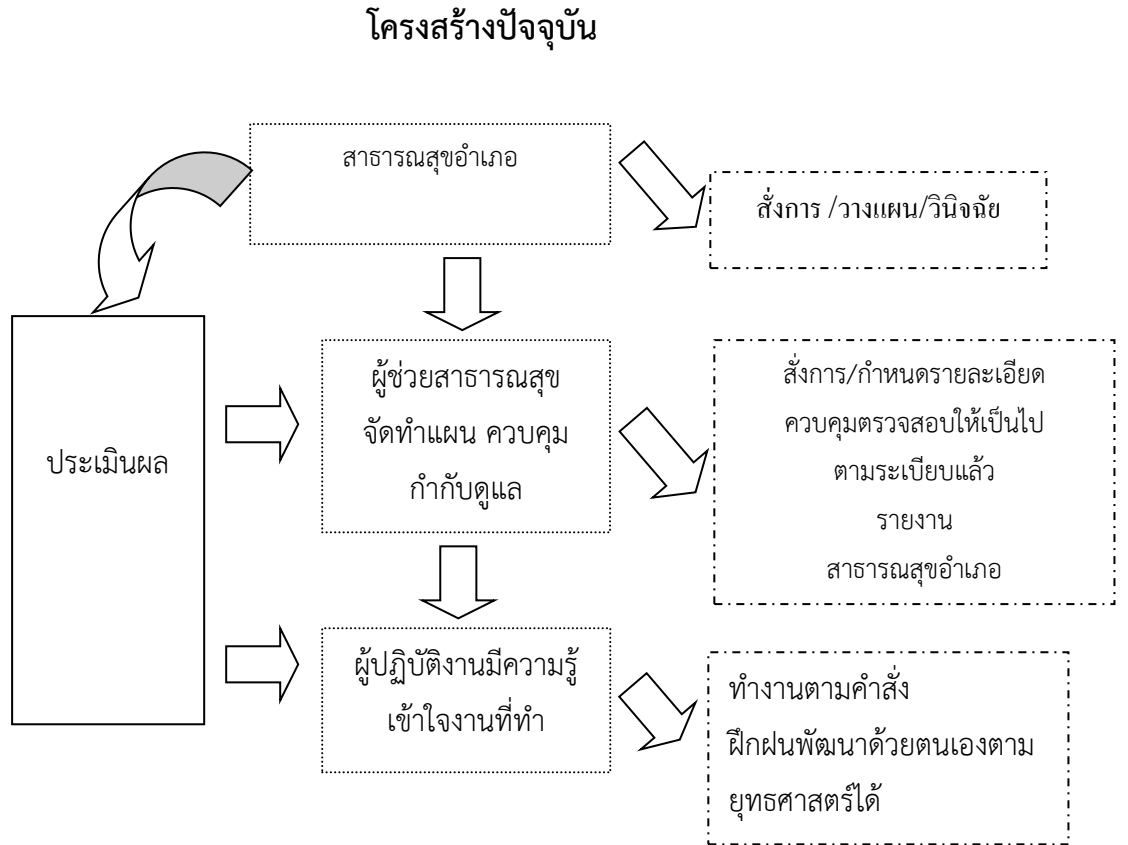 โครงสร้างปัจจุบัน
สาธารณสุขอำเภอ
สั่งการ /วางแผน/วินิจฉัย
ประเมินผล
ผู้ช่วยสาธารณสุข
จัดทำแผน ควบคุม
กำกับดูแล
สั่งการ/กำหนดรายละเอียด
ควบคุมตรวจสอบให้เป็นไป
ตามระเบียบแล้ว
รายงาน
สาธารณสุขอำเภอ
ผู้ปฏิบัติงานมีความรู้
เข้าใจงานที่ทำ
ทำงานตามคำสั่ง
ฝึกฝนพัฒนาด้วยตนเองตาม
ยุทธศาสตร์ได้